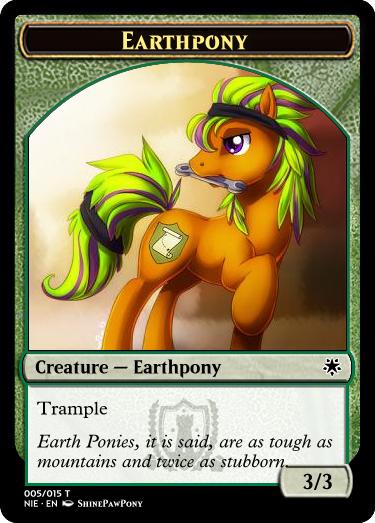 EARTHPONY
Creature — Earthpony
Trample
Earth Ponies, it is said, are as tough as
mountains and twice as stubborn.
3/3
005/015 T
NIE · EN ShinePawPony